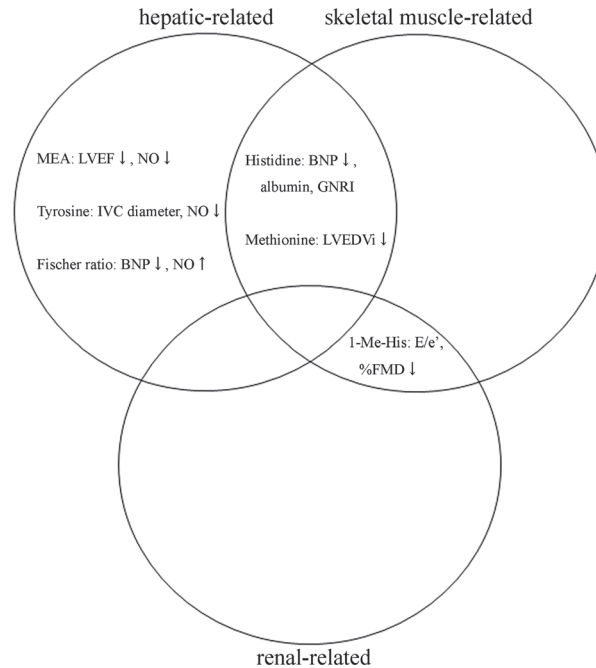 hepatic-related
skeletal muscle-related
MEA: LVEF ↓ , NO ↓
Tyrosine: IVC diameter, NO ↓
Fischer ratio: BNP ↓, NO ↑
Histidine: BNP ↓ ,
albumin, GNRI
Methionine: LVEDVi ↓
1-Me-His: E/e’,
%FMD ↓
renal-related